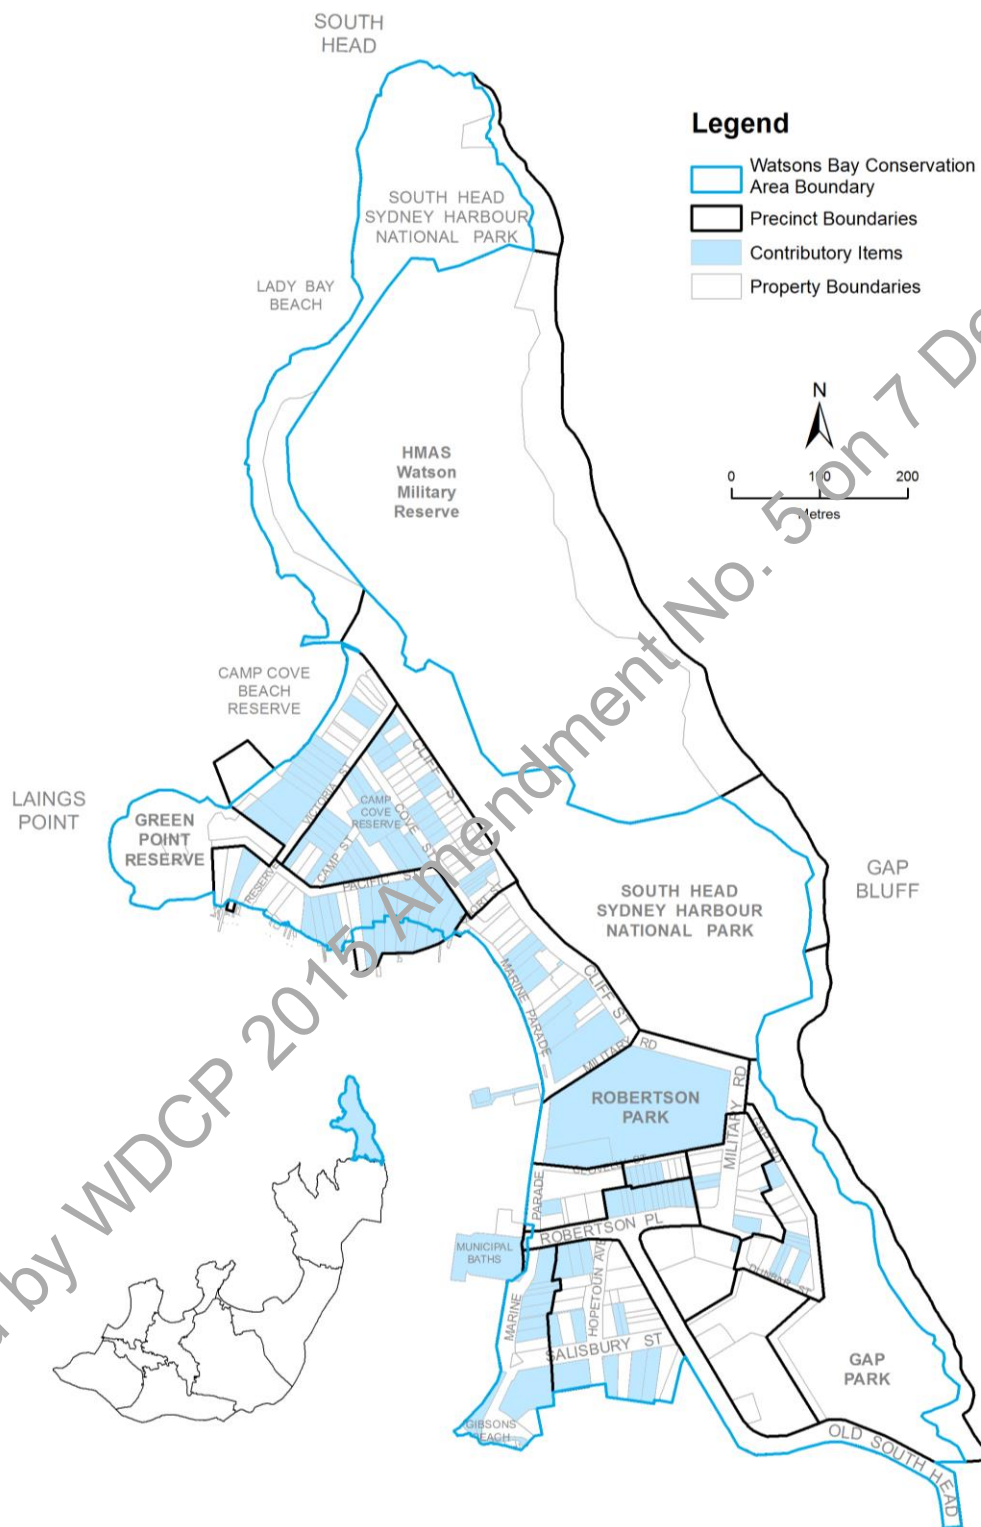 SOUTH
HEAD
Legend
Watsons Bay Conservation
Area Boundary
Precinct Boundaries
Contributory Items
Property Boundaries
SOUTH HEAD
SYDNEY HARBOUR
NATIONAL PARK
LADY BAY
BEACH
N
0 100 200
Metres
HMAS
Watson
Military
Reserve
CAMP COVE
BEACH
RESERVE
LAINGS
POINT
GREEN
POINT
RESERVE
VICTORIA ST
CLIFF ST
CAMP
COVE
RESERVE
COVE ST
CAMP ST
PACIFIC ST
RESERVE
SOUTH HEAD
SYDNEY HARBOUR
NATIONAL PARK
GAP
BLUFF
MARINE PARADE
CLIFF ST
MILITARY RD
ROBERTSON
PARK
MILITARY RD
GAP RD
PARADE
ROBERTSON PL
MUNICIPAL
BATHS
HOPETOUN AVE
DUNBAR ST
MARINE
SALISBURY ST
GAP
PARK
GIBSONS
BEACH
OLD SOUTH HEAD
by WDCP 2015 Amendment No. 5 on 7 De